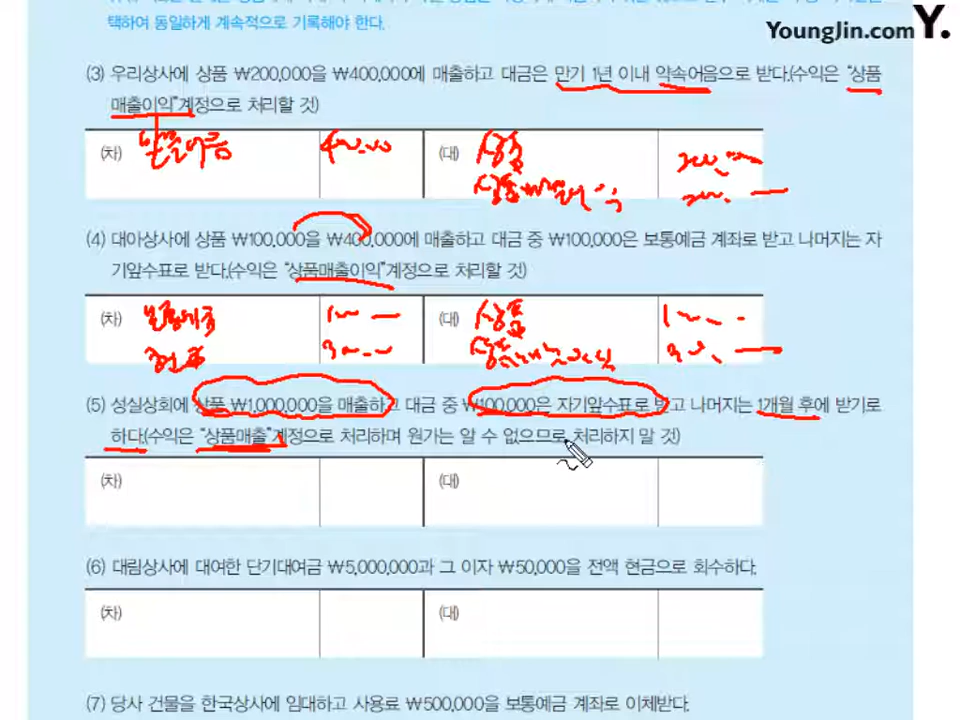 택하여 동일하게 계속적으로 기록해야 한다.
YoungJin.com Y.
(3) 우리상사에 상품 ₩200,000을 ₩400,000에 매출하고 대금은 만기 1년 이내 약속어음으로 받다.(수익은 “상품
매출이익”계정으로 처리할 것)
(차) 받을어음 (대) 상품
상품매출이익
(4) 대아상사에 상품 ₩100,000을 ₩400,000에 매출하고 대금 중 ₩100,000은 보통예금 계좌로 받고 나머지는 자
기앞수표로 받다.(수익은 “상품매출이익”계정으로 처리할 것)
(차) 보통예금 (대) 상품
현금 상품매출이익
(5) 성실상회에 상품 ₩1,000,000을 매출하고 대금 중 ₩100,000은 자기앞수표로 받고 나머지는 1개월 후에 받기로
하다.(수익은 “상품매출”계정으로 처리하며 원가는 알 수 없으므로 처리하지 말 것)
(차) (대)
(6) 대림상사에 대여한 단기대여금 ₩5,000,000과 그 이자 ₩50,000을 전액 현금으로 회수하다.
(차) (대)
(7) 당사 건물을 한국상사에 임대하고 사용료 ₩500,000을 보통예금 계좌로 이체받다.